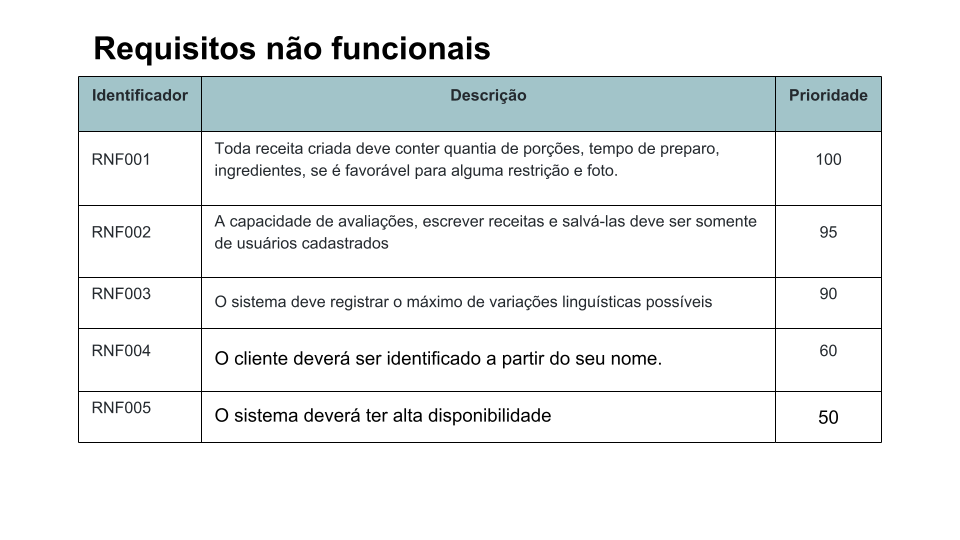 Requisitos não funcionais
Identificador Descrição Prioridade
RNF001 Toda receita criada deve conter quantia de porções, tempo de preparo, 100
ingredientes, se é favorável para alguma restrição e foto.
RNF002 A capacidade de avaliações, escrever receitas e salvá-las deve ser somente 95
de usuários cadastrados
RNF003 O sistema deve registrar o máximo de variações linguísticas possíveis 90
RNF004 O cliente deverá ser identificado a partir do seu nome. 60
RNF005 O sistema deverá ter alta disponibilidade 50